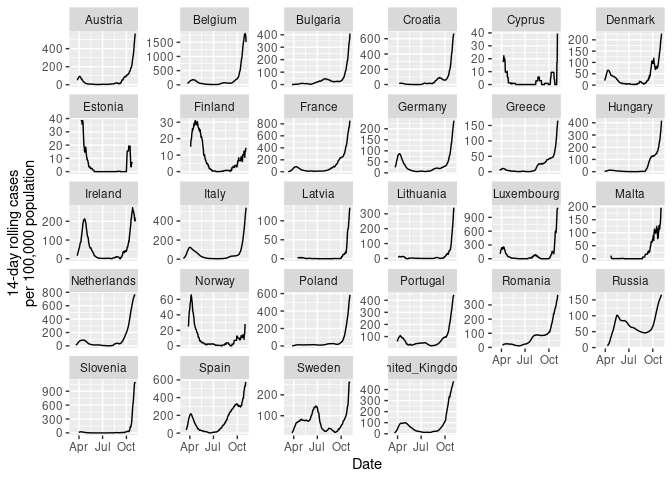 Austria Belgium Bulgaria Croatia Cyprus Denmark
400 200 0 1500 1000 500 0 400 300 200 100 0 600 400 200 0 40 30 20 10 0 200 150 100 50 0
Estonia Finland France Germany Greece Hungary
40 30 20 10 0 30 20 10 0 800 600 400 200 0 200 150 100 50 0 150 100 50 0 400 300 200 100 0
Ireland Italy Latvia Lithuania Luxembourg Malta
200 100 0 400 200 0 100 50 0 300 200 100 0 900 600 300 0 200 150 100 50 0
Netherlands Norway Poland Portugal Romania Russia
800 600 400 200 0 60 40 20 0 600 400 200 0 400 300 200 100 300 200 100 0 150 100 50 0
Slovenia Spain Sweden nited_Kingdo
900 600 300 0 600 400 200 0 200 100 400 300 200 100 0
Apr Jul Oct Apr Jul Oct
Apr Jul Oct Apr Jul Oct Apr Jul Oct Apr Jul Oct
Date
14-day rolling cases
per 100,000 population